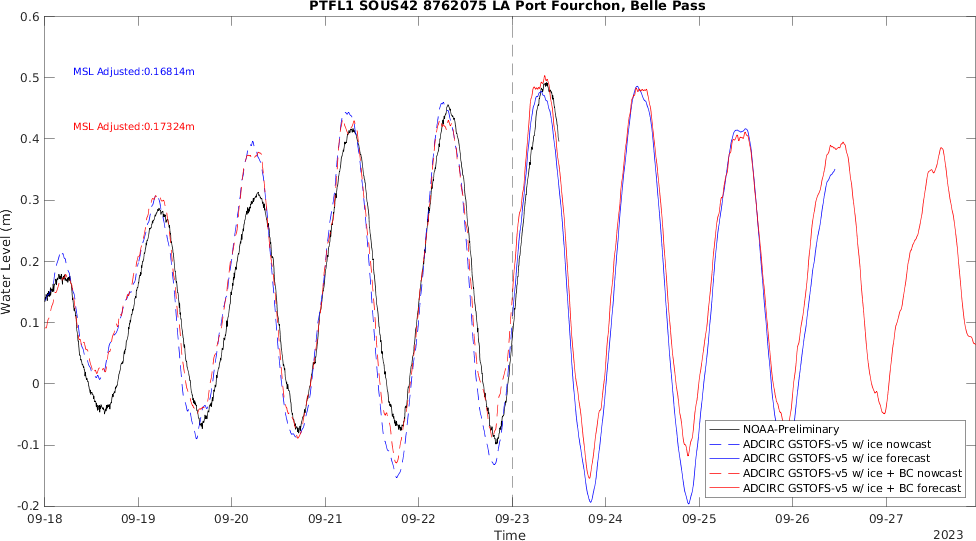 PTFL1 SOUS42 8762075 LA Port Fourchon, Belle Pass
0.6
0.5
0.4
0.3
0.2
0.1
0
-0.1
-0.2
Water Level (m)
MSL Adjusted:0.16814m
MSL Adjusted:0.17324m
NOAA-Preliminary
ADCIRC GSTOFS-v5 w/ ice nowcast
ADCIRC GSTOFS-v5 w/ ice forecast
ADCIRC GSTOFS-v5 w/ ice + BC nowcast
ADCIRC GSTOFS-v5 w/ ice + BC forecast
09-18 09-19 09-20 09-21 09-22 09-23 09-24 09-25 09-26 09-27
Time
2023